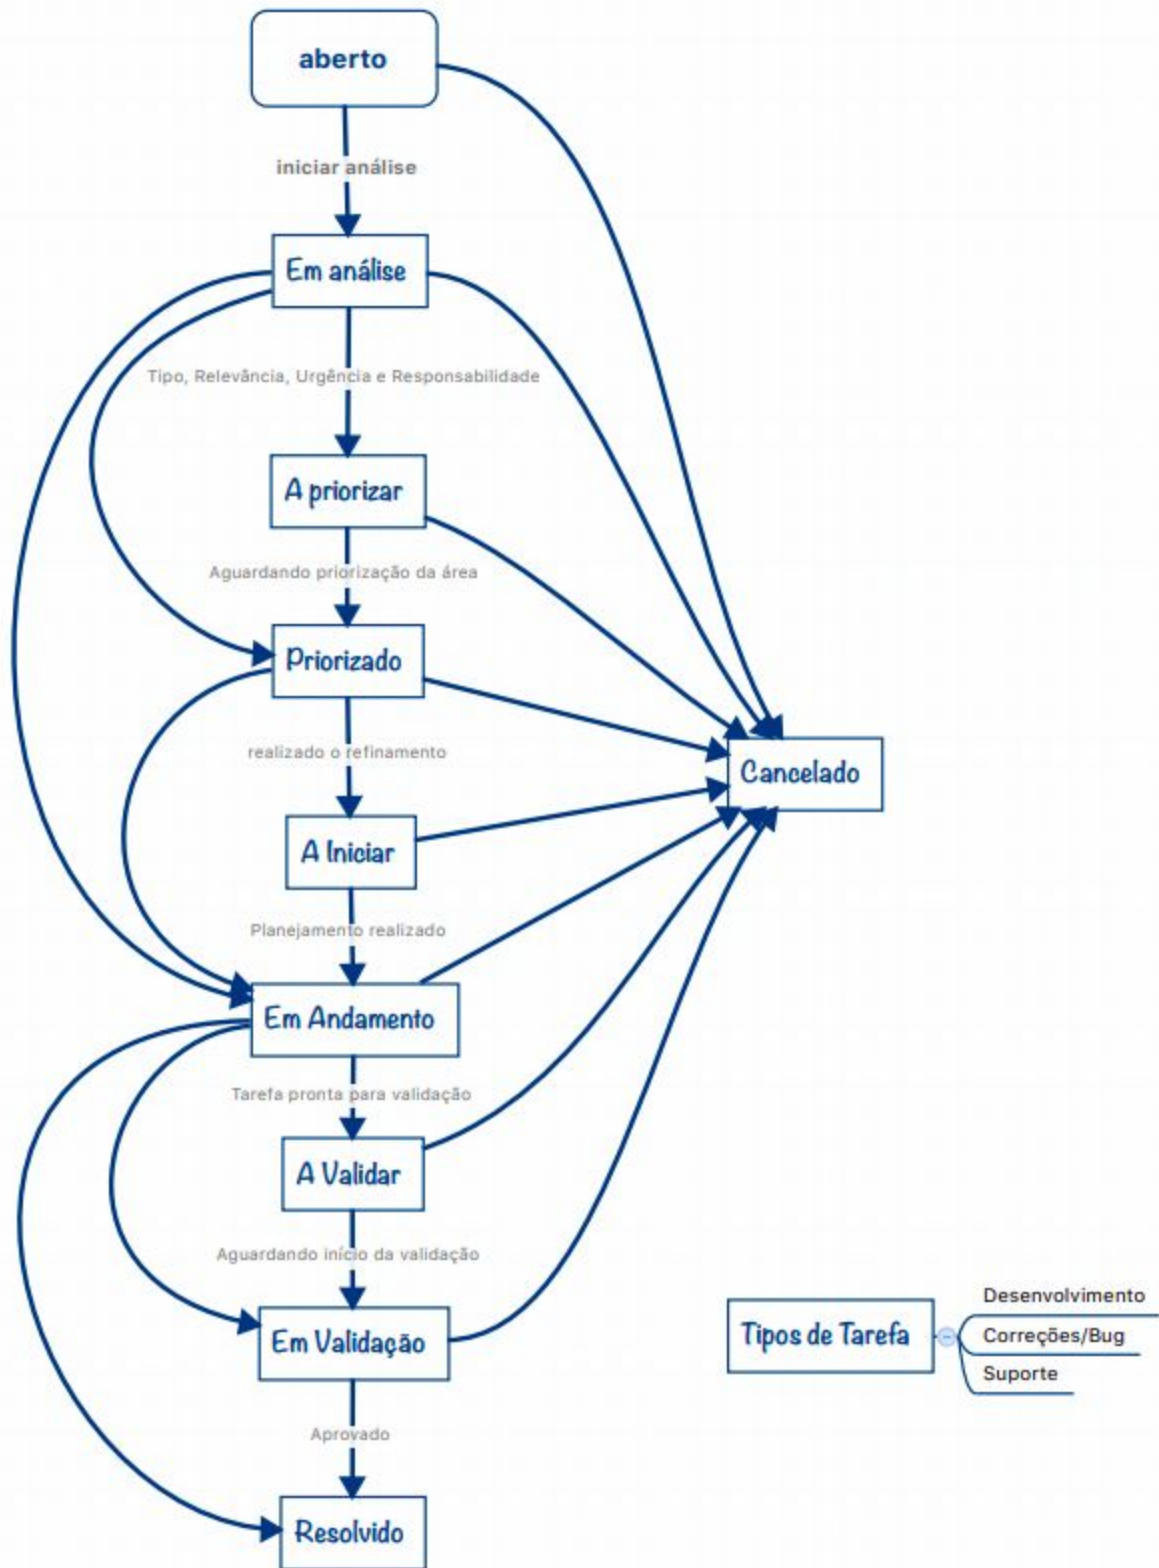 aberto
iniciar análise
Em análise
Tipo, Relevância, Urgência e Responsabilidade
A priorizar
Aguardando priorização da área
Priorizado
realizado o refinamento
Cancelado
A Iniciar
Planejamento realizado
Em Andamento
Tarefa pronta para validação
A Validar
Aguardando início da validação
Em Validação
Tipos de Tarefa
Desenvolvimento
Correções/Bug
Suporte
Aprovado
Resolvido